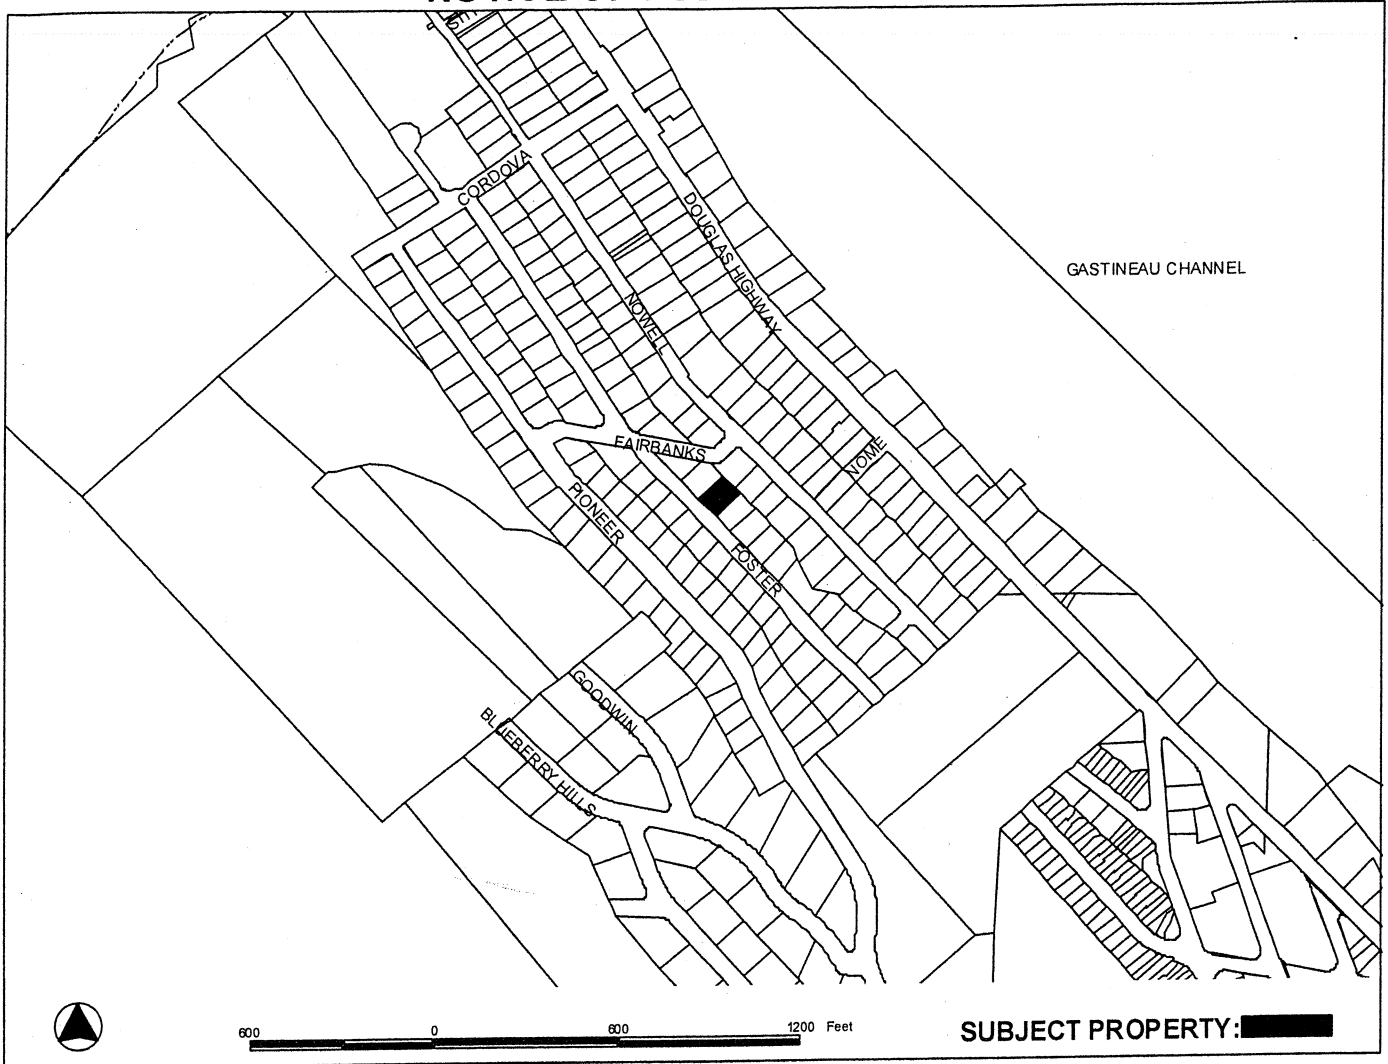 CORDOVA
DOUGLAS HIGHWAY
GASTINEAU CHANNEL
NOWELL
NOME
FAIRBANKS
PIONEER
FOSTER
GOODWIN
BLUEBERRY HILLS
600 0 600 1200 Feet
SUBJECT PROPERTY: